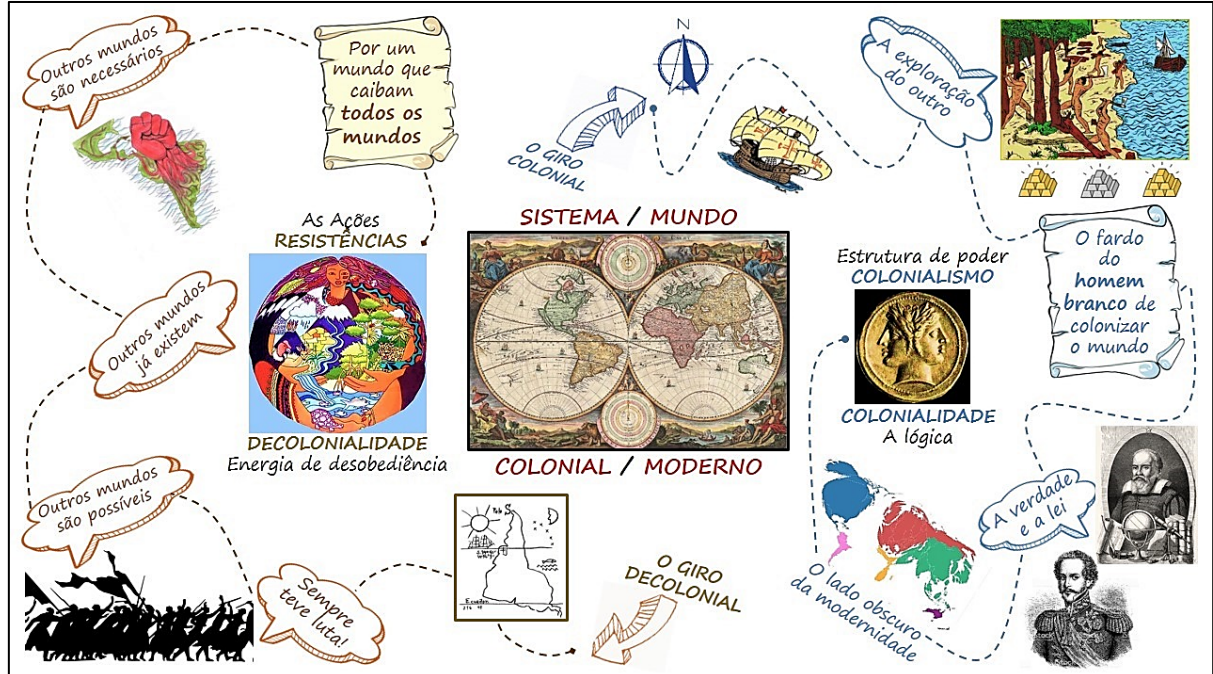 Outros mundos
são necessários
Por um
mundo que
caibam
todos os
mundos
N
O GIRO
COLONIAL
A exploração
do outro
As Ações
RESISTÊNCIAS
SISTEMA / MUNDO
Estrutura de poder
COLONIALISMO
O fardo
do
homem
branco de
colonizar
o mundo
Outros mundos
já existem
DECOLONIALIDADE
Energia de desobediência
COLONIAL / MODERNO
COLONIALIDADE
A lógica
Outros mundos
são possíveis
Sempre
teve luta!
Polo S
O GIRO
DECOLONIAL
O lado obscuro
da modernidade
A verdade
e a lei